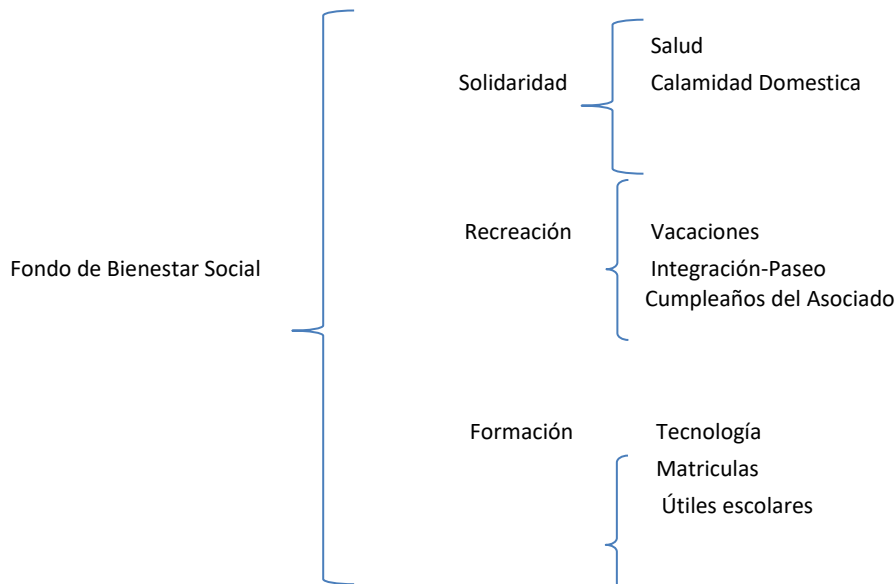 Salud
Solidaridad Calamidad Domestica
Recreación Vacaciones
Fondo de Bienestar Social Integración-Paseo
Cumpleaños del Asociado
Formación Tecnología
Matriculas
Útiles escolares